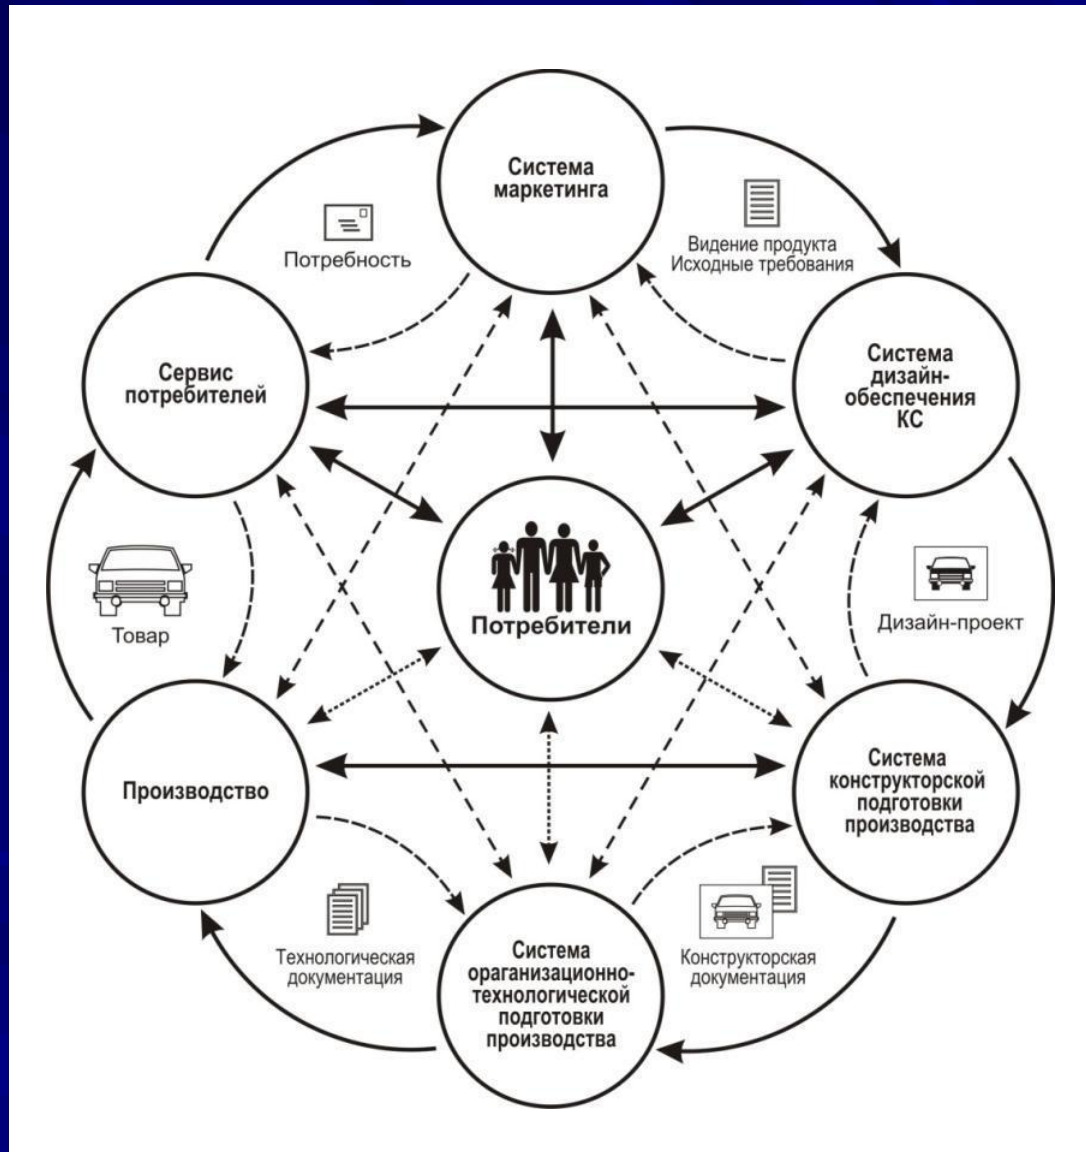 Система
маркетинга
Видение продукта
Исходные требования
Потребность
Сервис
потребителей
Система
дизайн-
обеспечения
КС
Потребители
Товар
Дизайн-проект
Производство
Система
конструкторской
подготовки
производства
Технологическая
документация
Система
ораганизационно-
технологической
подготовки
производства
Конструкторская
документация